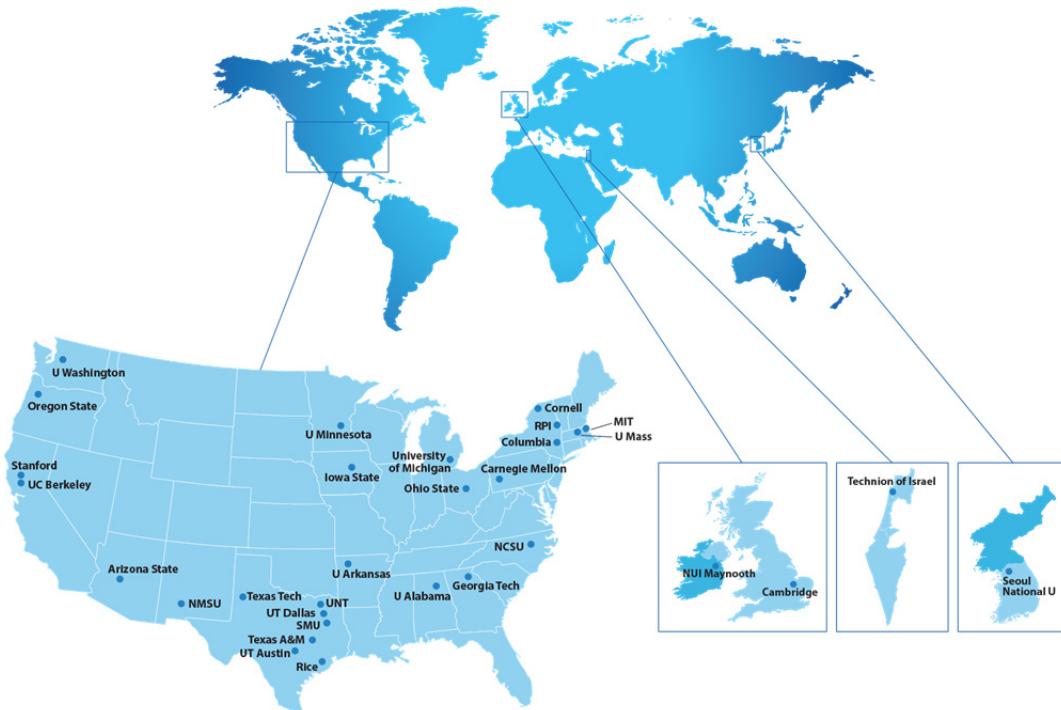 U Washington
Oregon State
Cornell
MIT
RPI
U Mass
U Minnesota
Columbia
University
of Michigan
Stanford
Carnegie Mellon
Iowa State
UC Berkeley
Ohio State
Technion of Israel
NCSU
Arizona State
U Arkansas
NUI Maynooth
Georgia Tech
Seoul
National U
U Alabama
Cambridge
Texas Tech
NMSU
UNT
UT Dallas
SMU
Texas A&M
UT Austin
Rice